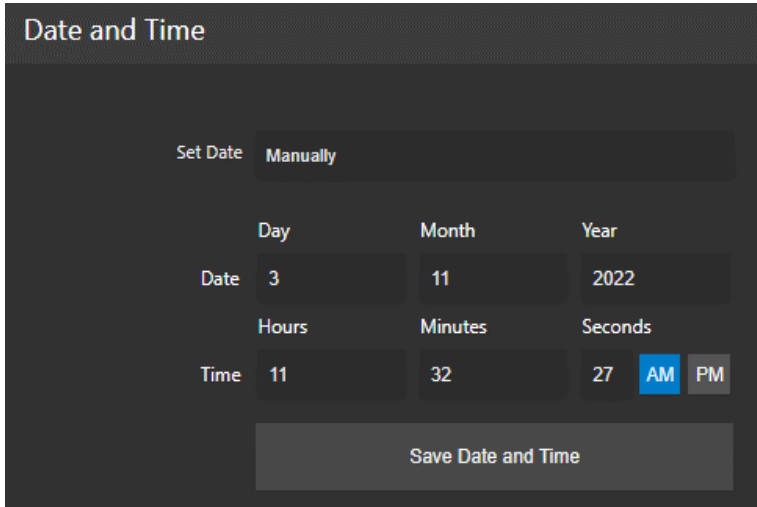 Date and Time
Set Date Manually
Day Month Year
Date 3 11 2022
Hours Minutes Seconds
Time 11 32 27 AM PM
Save Date and Time